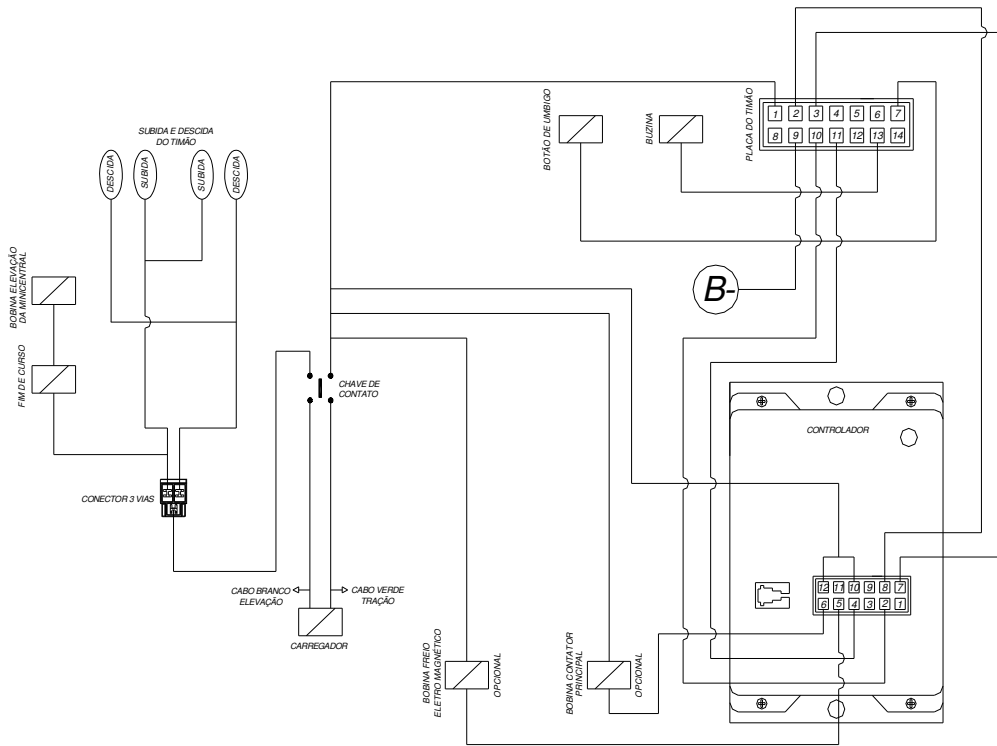 SUBIDA E DESCIDA
DO TIMÃO
DESCIDA
SUBIDA
SUBIDA
DESCIDA
BOBINA ELEVAÇÃO
DA MINICENTRAL
FIM DE CURSO
CONECTOR 3 VIAS
CHAVE DE
CONTATO
CABO BRANCO
ELEVAÇÃO
CABO VERDE
TRAÇÃO
CARREGADOR
BOTÃO DE UMBIGO
BUZINA
PLACA DO TIMÃO
1 2 3 4 5 6 7
8 9 10 11 12 13 14
B-
CONTROLADOR
12 11 10 9 8 7
6 5 4 3 2 1
BOBINA FREIO
ELETRO MAGNÉTICO
OPCIONAL
BOBINA CONTATOR
PRINCIPAL
OPCIONAL